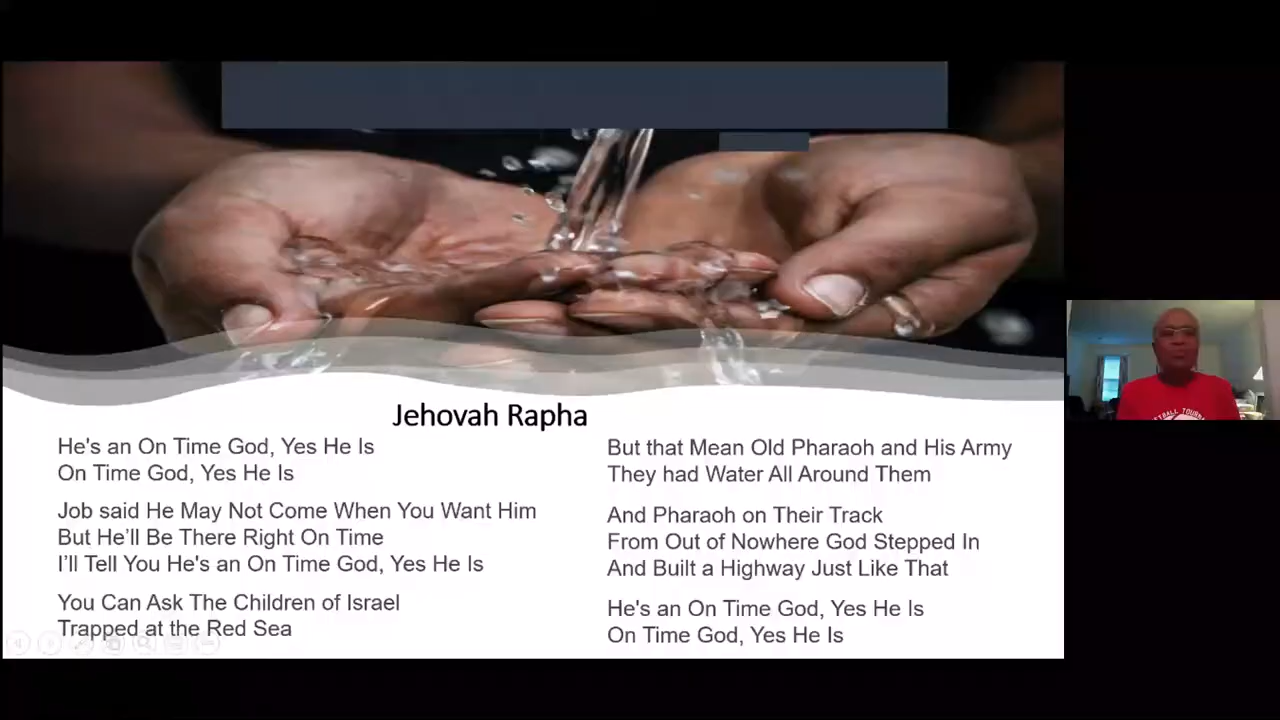 Jehovah Rapha
He's an On Time God, Yes He Is
On Time God, Yes He Is
Job said He May Not Come When You Want Him
But He’ll Be There Right On Time
I’ll Tell You He's an On Time God, Yes He Is
You Can Ask The Children of Israel
Trapped at the Red Sea
But that Mean Old Pharaoh and His Army
They had Water All Around Them
And Pharaoh on Their Track
From Out of Nowhere God Stepped In
And Built a Highway Just Like That
He's an On Time God, Yes He Is
On Time God, Yes He Is